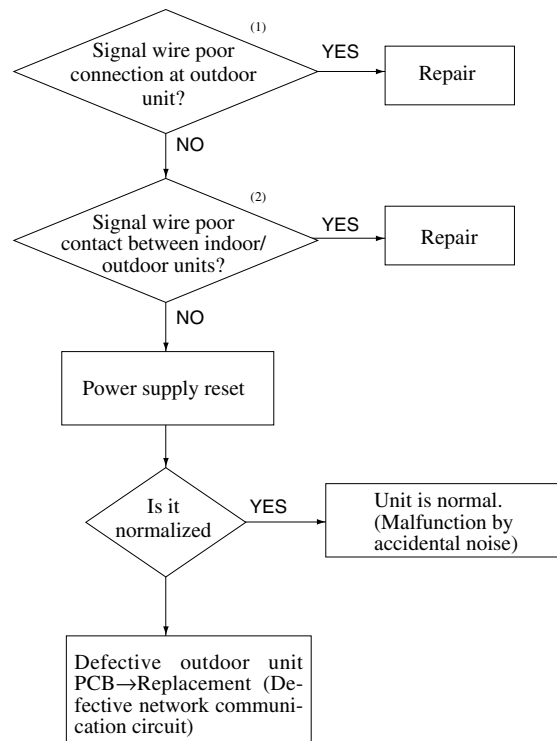 (1)
Signal wire poor
connection at outdoor
unit?
YES
Repair
NO
(2)
Signal wire poor
contact between indoor/
outdoor units?
YES
Repair
NO
Power supply reset
Is it
normalized
YES
Unit is normal.
(Malfunction by
accidental noise)
Defective outdoor unit
PCB→Replacement (De-
fective network communi-
cation circuit)